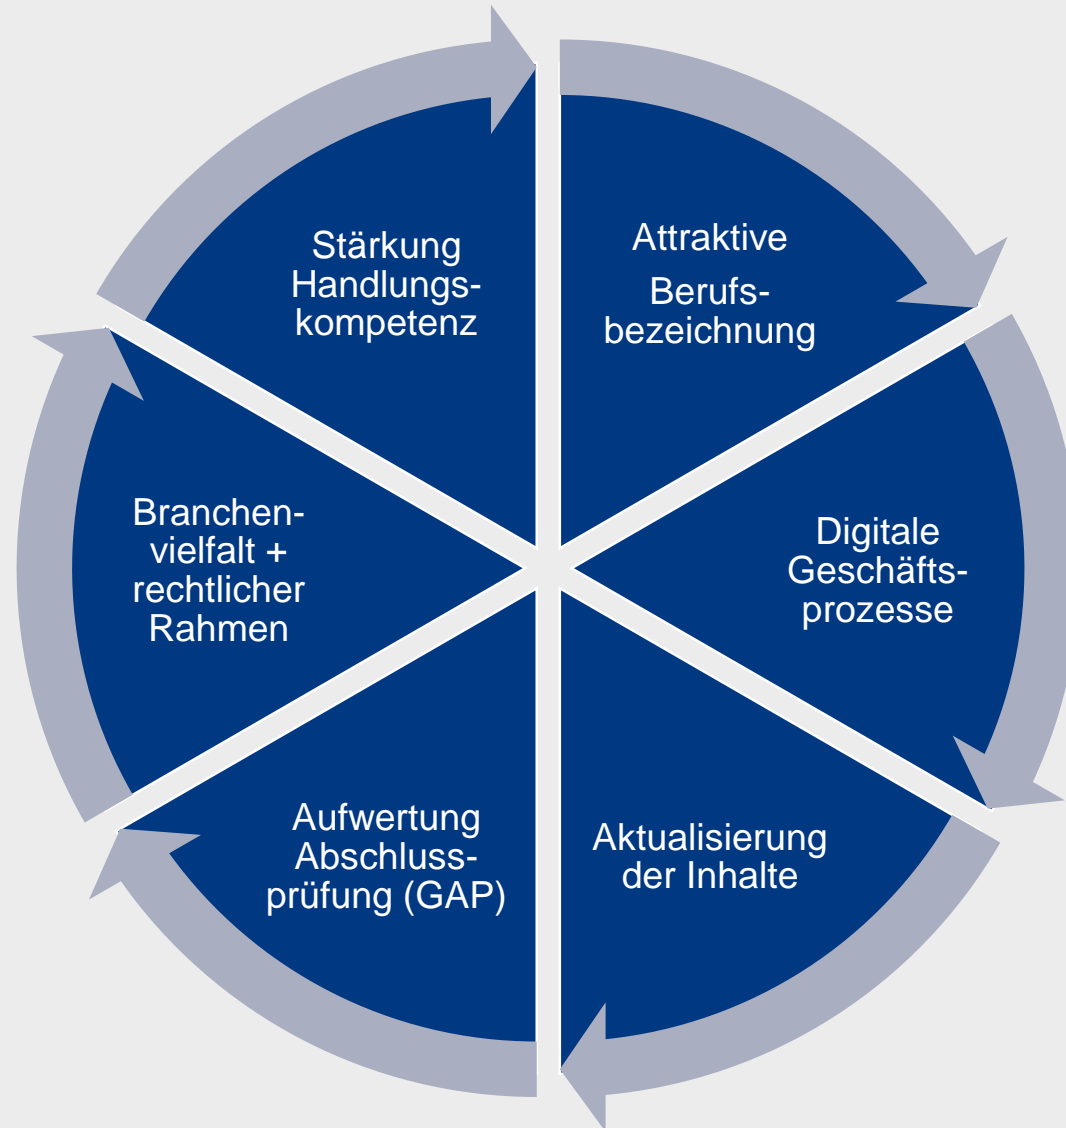 Attraktive
Berufs-
bezeichnung
Digitale
Geschäfts-
prozesse
Aktualisierung
der Inhalte
Aufwertung
Abschluss-
prüfung (GAP)
Branchen-
vielfalt +
rechtlicher
Rahmen
Stärkung
Handlungs-
kompetenz